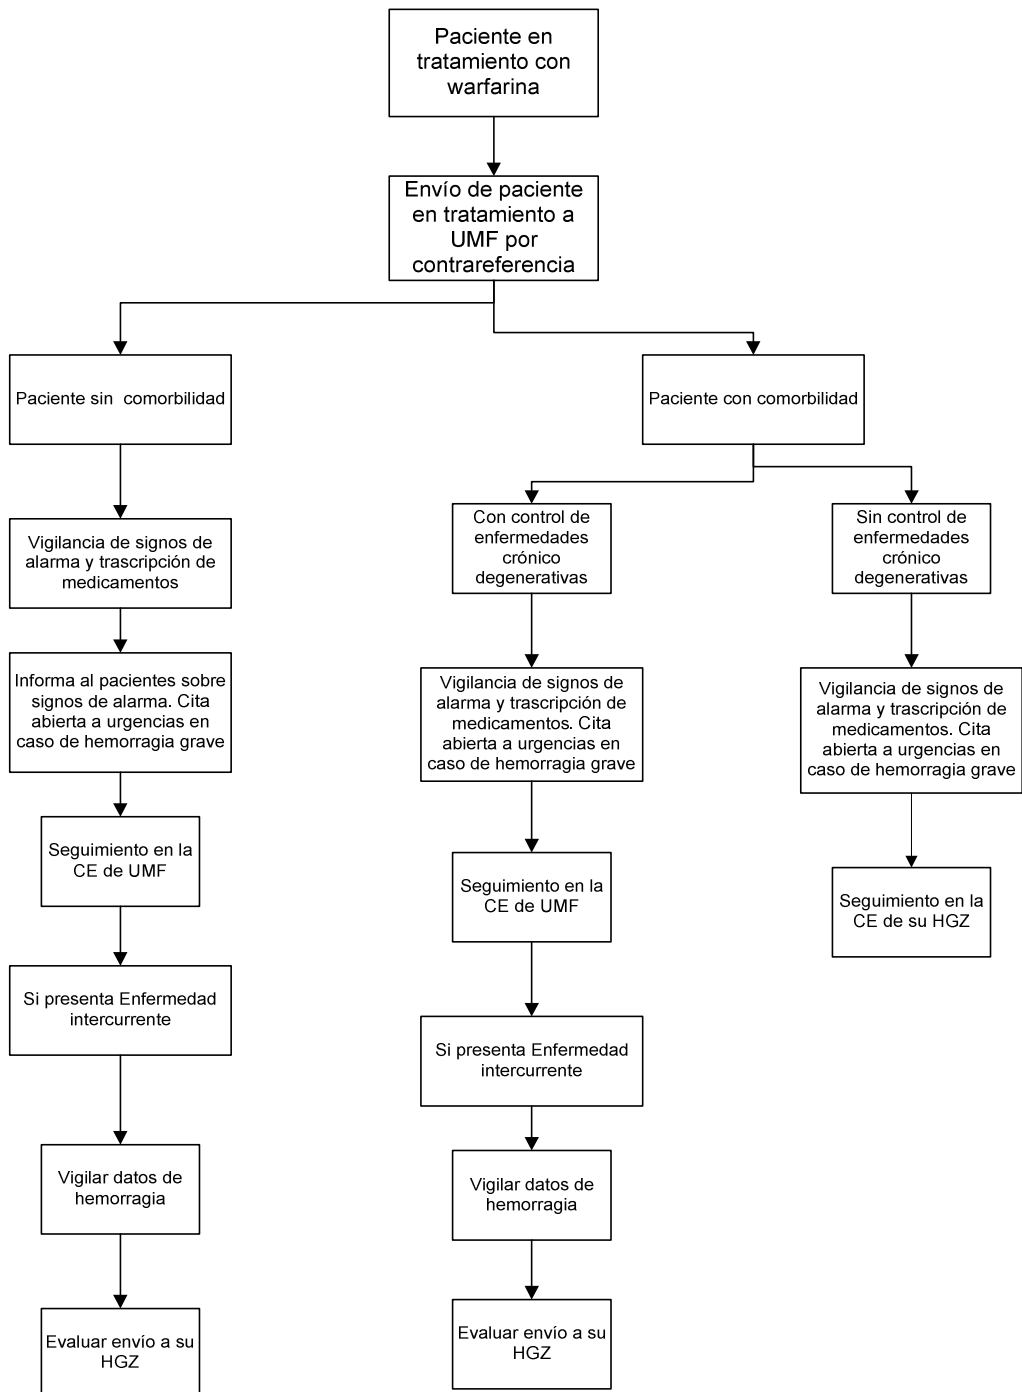 Paciente en
tratamiento con
warfarina
Envío de paciente
en tratamiento a
UMF por
contrareferencia
Paciente sin comorbilidad
Vigilancia de signos de
alarma y trascripción de
medicamentos
Informa al pacientes sobre
signos de alarma. Cita
abierta a urgencias en
caso de hemorragia grave
Seguimiento en la
CE de UMF
Si presenta Enfermedad
intercurrente
Vigilar datos de
hemorragia
Evaluar envío a su
HGZ
Paciente con comorbilidad
Con control de
enfermedades
crónico
degenerativas
Vigilancia de signos de
alarma y trascripción de
medicamentos. Cita
abierta a urgencias en
caso de hemorragia grave
Seguimiento en la
CE de UMF
Si presenta Enfermedad
intercurrente
Vigilar datos de
hemorragia
Evaluar envío a su
HGZ
Sin control de
enfermedades
crónico
degenerativas
Vigilancia de signos de
alarma y trascripción de
medicamentos. Cita
abierta a urgencias en
caso de hemorragia grave
Seguimiento en la
CE de su HGZ